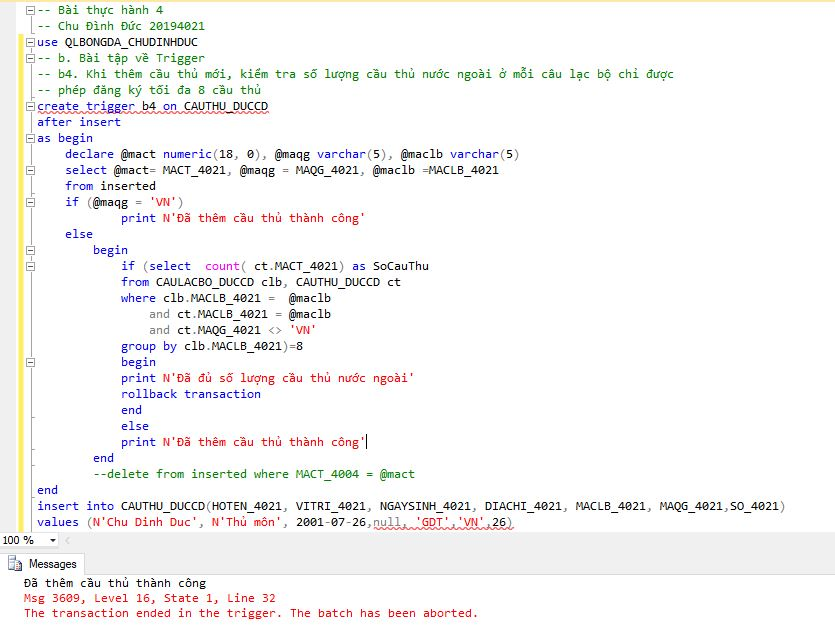 -- Bài thực hành 4
-- Chu Đình Đức 20194021
use QLBONGDA_CHUDINHDUC
-- b. Bài tập về Trigger
-- b4. Khi thêm cầu thủ mới, kiểm tra số lượng cầu thủ nước ngoài ở mỗi câu lạc bộ chỉ được
-- phép đăng ký tối đa 8 cầu thủ
create trigger b4 on CAUTHU_DUCCD
after insert
as begin
declare @mact numeric(18, 0), @maqg varchar(5), @maclb varchar(5)
select @mact= MACT_4021, @maqg = MAQG_4021, @maclb =MACLB_4021
from inserted
if (@maqg = 'VN')
print N'Đã thêm cầu thủ thành công'
else
begin
if (select  count( ct.MACT_4021) as SoCauThu
from CAULACBO_DUCCD clb, CAUTHU_DUCCD ct
where clb.MACLB_4021 =  @maclb
and ct.MACLB_4021 = @maclb
and ct.MAQG_4021 <> 'VN'
group by clb.MACLB_4021)=8
begin
print N'Đã đủ số lượng cầu thủ nước ngoài'
rollback transaction
end
else
print N'Đã thêm cầu thủ thành công'
end
--delete from inserted where MACT_4004 = @mact
end
insert into CAUTHU_DUCCD(HOTEN_4021, VITRI_4021, NGAYSINH_4021, DIACHI_4021, MACLB_4021, MAQG_4021,SO_4021)
values (N'Chu Dinh Duc', N'Thủ môn', 2001-07-26,null, 'GDT','VN',26)
100 %
Messages
Đã thêm cầu thủ thành công
Msg 3609, Level 16, State 1, Line 32
The transaction ended in the trigger. The batch has been aborted.